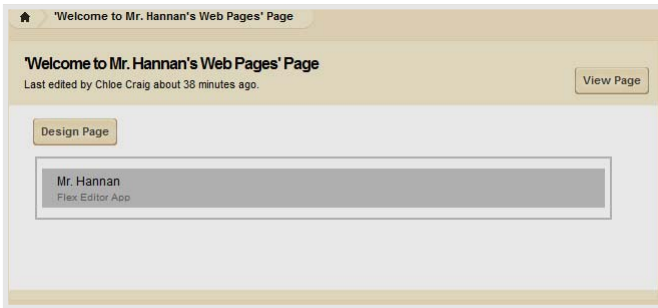 'Welcome to Mr. Hannan's Web Pages' Page
'Welcome to Mr. Hannan's Web Pages' Page
Last edited by Chloe Craig about 38 minutes ago.
View Page
Design Page
Mr. Hannan
Flex Editor App